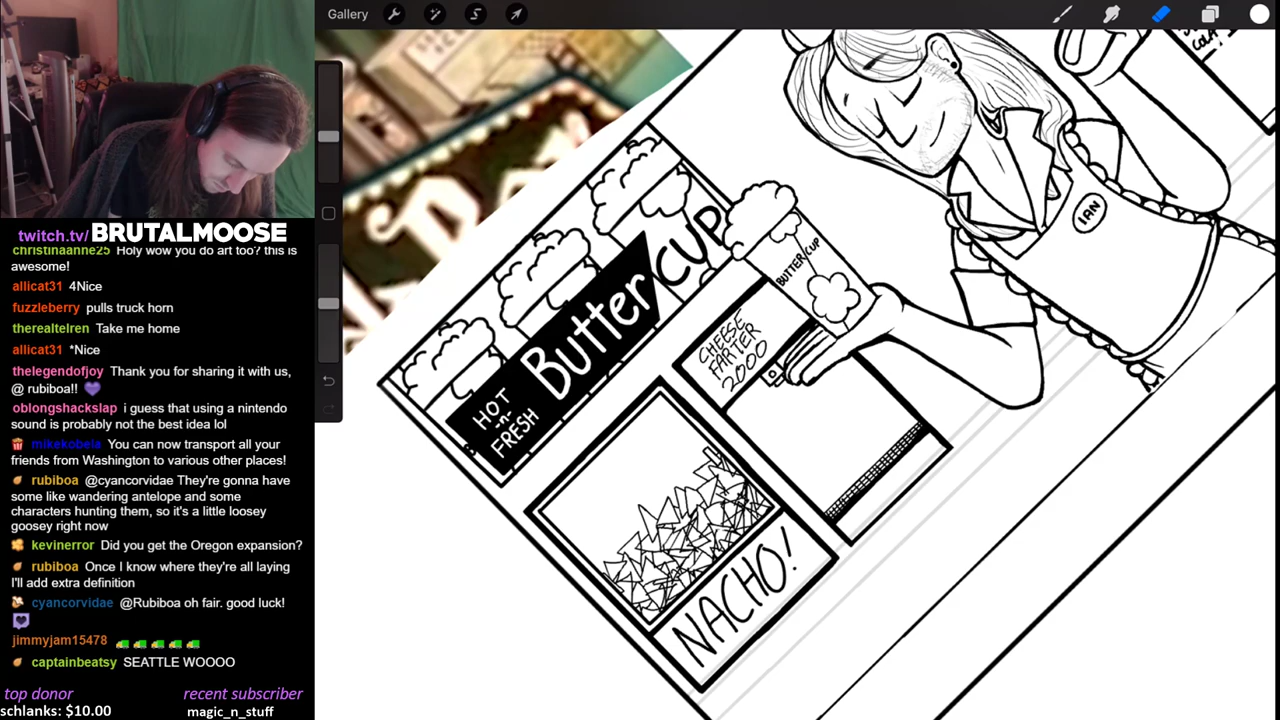 Gallery
twitch.tv/BRUTALMOOSE
christinaanne25 Holy wow you do art too? this is
awesome!
allicat31 4Nice
fuzzleberry pulls truck horn
therealtelren Take me home
allicat31 *Nice
thelegendofjoy Thank you for sharing it with us,
@ rubiboa!!
oblongshackslap i guess that using a nintendo
sound is probably not the best idea lol
mikekobela You can now transport all your
friends from Washington to various other places!
rubiboa @cyancorvidae They're gonna have
some like wandering antelope and some
characters hunting them, so it's a little loosey
goosey right now
kevinerror Did you get the Oregon expansion?
rubiboa Once I know where they're all laying
I'll add extra definition
cyancorvidae @Rubiboa oh fair. good luck!
jimmyjam15478
captainbeatsy SEATTLE WOOOO
top donor
schlanks: $10.00
recent subscriber
magic_n_stuff
HOT
-n-
FRESH
Butter/CUP
BUTTER/CUP
IAN
COLA
CHEESE
FARTER
2000
NACHO!